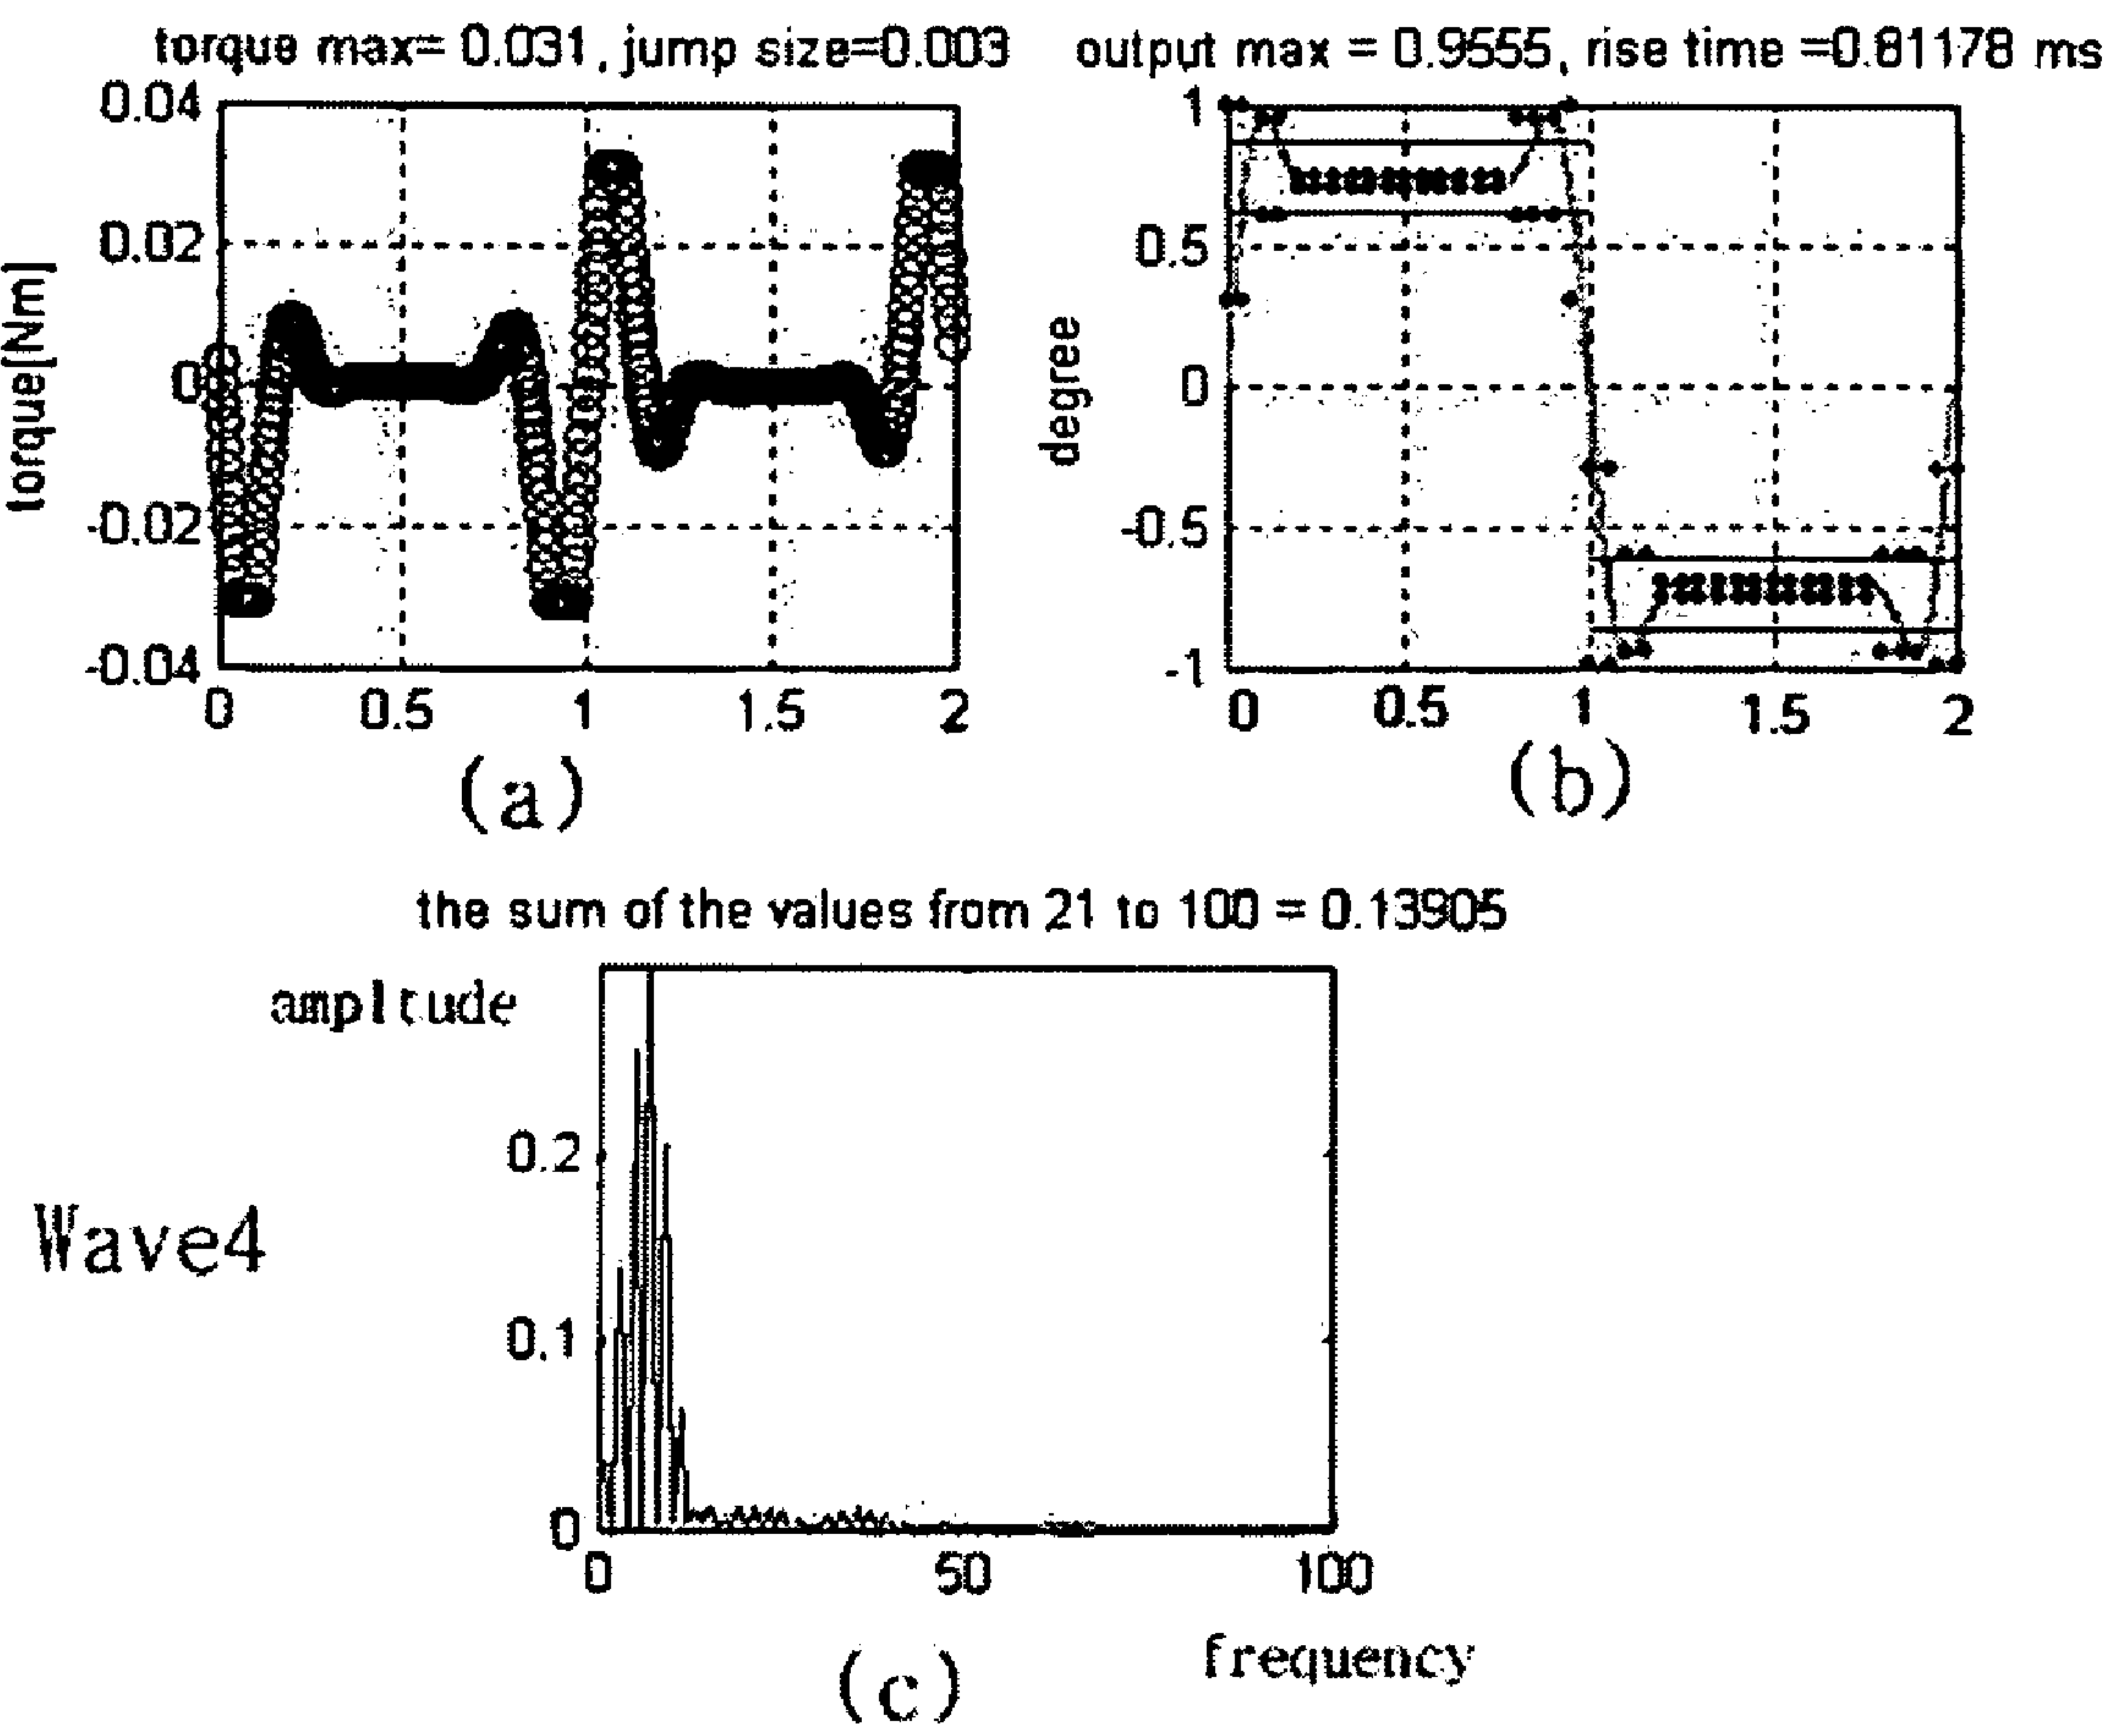 torque max= 0.031, jump size=0.003
output max = 0.9555, rise time =0.81178 ms
torque[Nm]
0.04
0.02
0
-0.02
-0.04
0 0.5 1 1.5 2
(a)
degree
1
0.5
0
-0.5
-1
0 0.5 1 1.5 2
(b)
the sum of the values from 21 to 100 = 0.13905
ampltude
0.2
0.1
0
0 50 100
frequency
(c)
Wave4